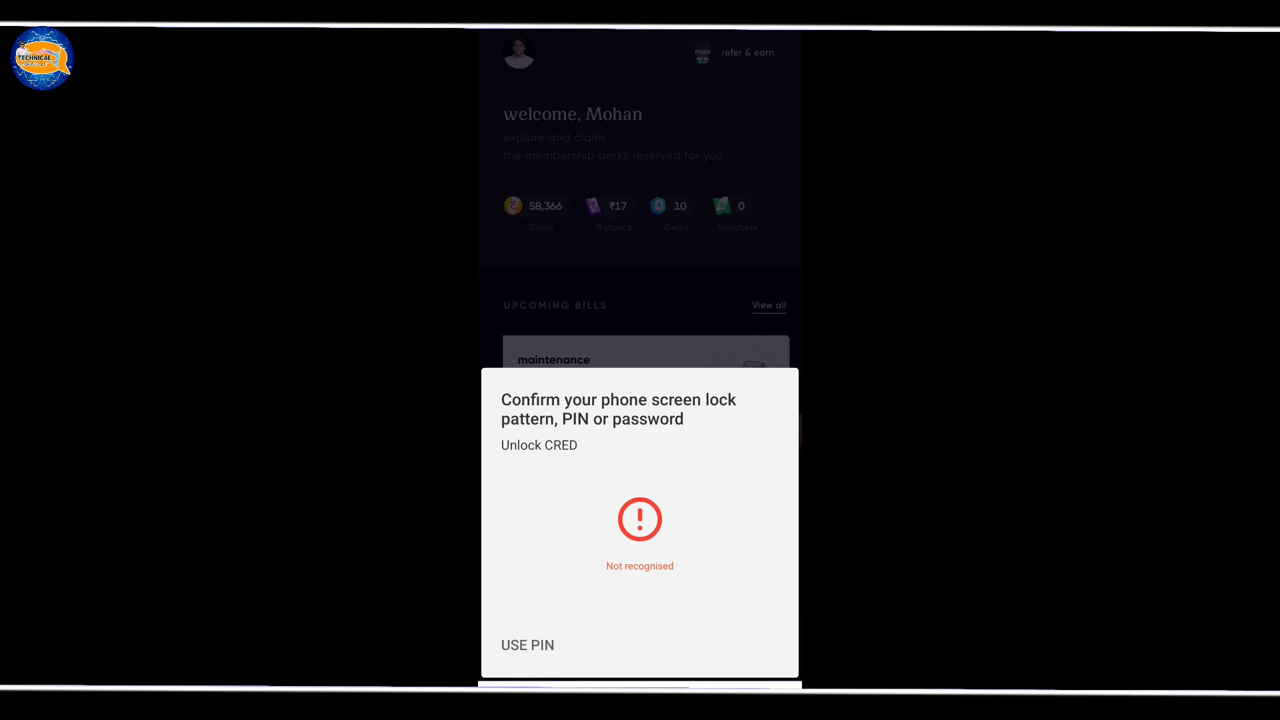 TECHNICAL
refer & earn
welcome, Mohan
explore and claim
the membership perks reserved for you
58,366
₹17
10
0
Coins
Balance
Gems
Vouchers
UPCOMING BILLS
View all
maintenance
Confirm your phone screen lock
pattern, PIN or password
Unlock CRED
Not recognised
USE PIN